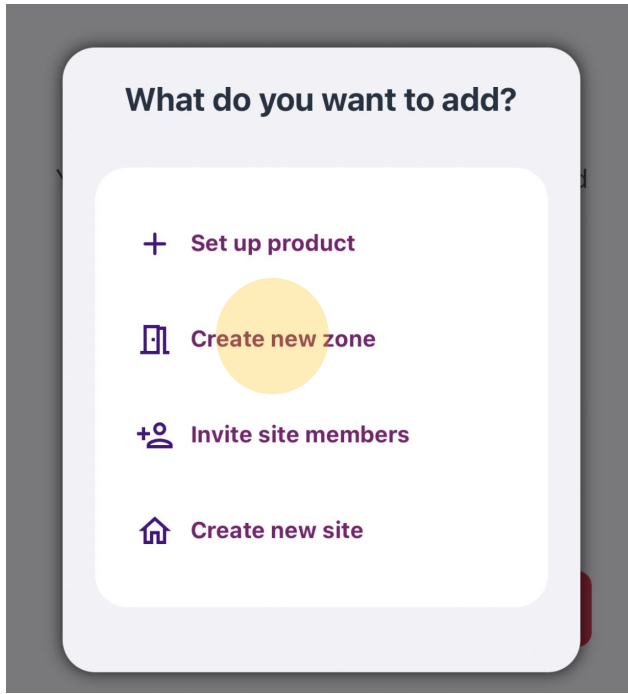 What do you want to add?
Set up product
Create new zone
Invite site members
Create new site